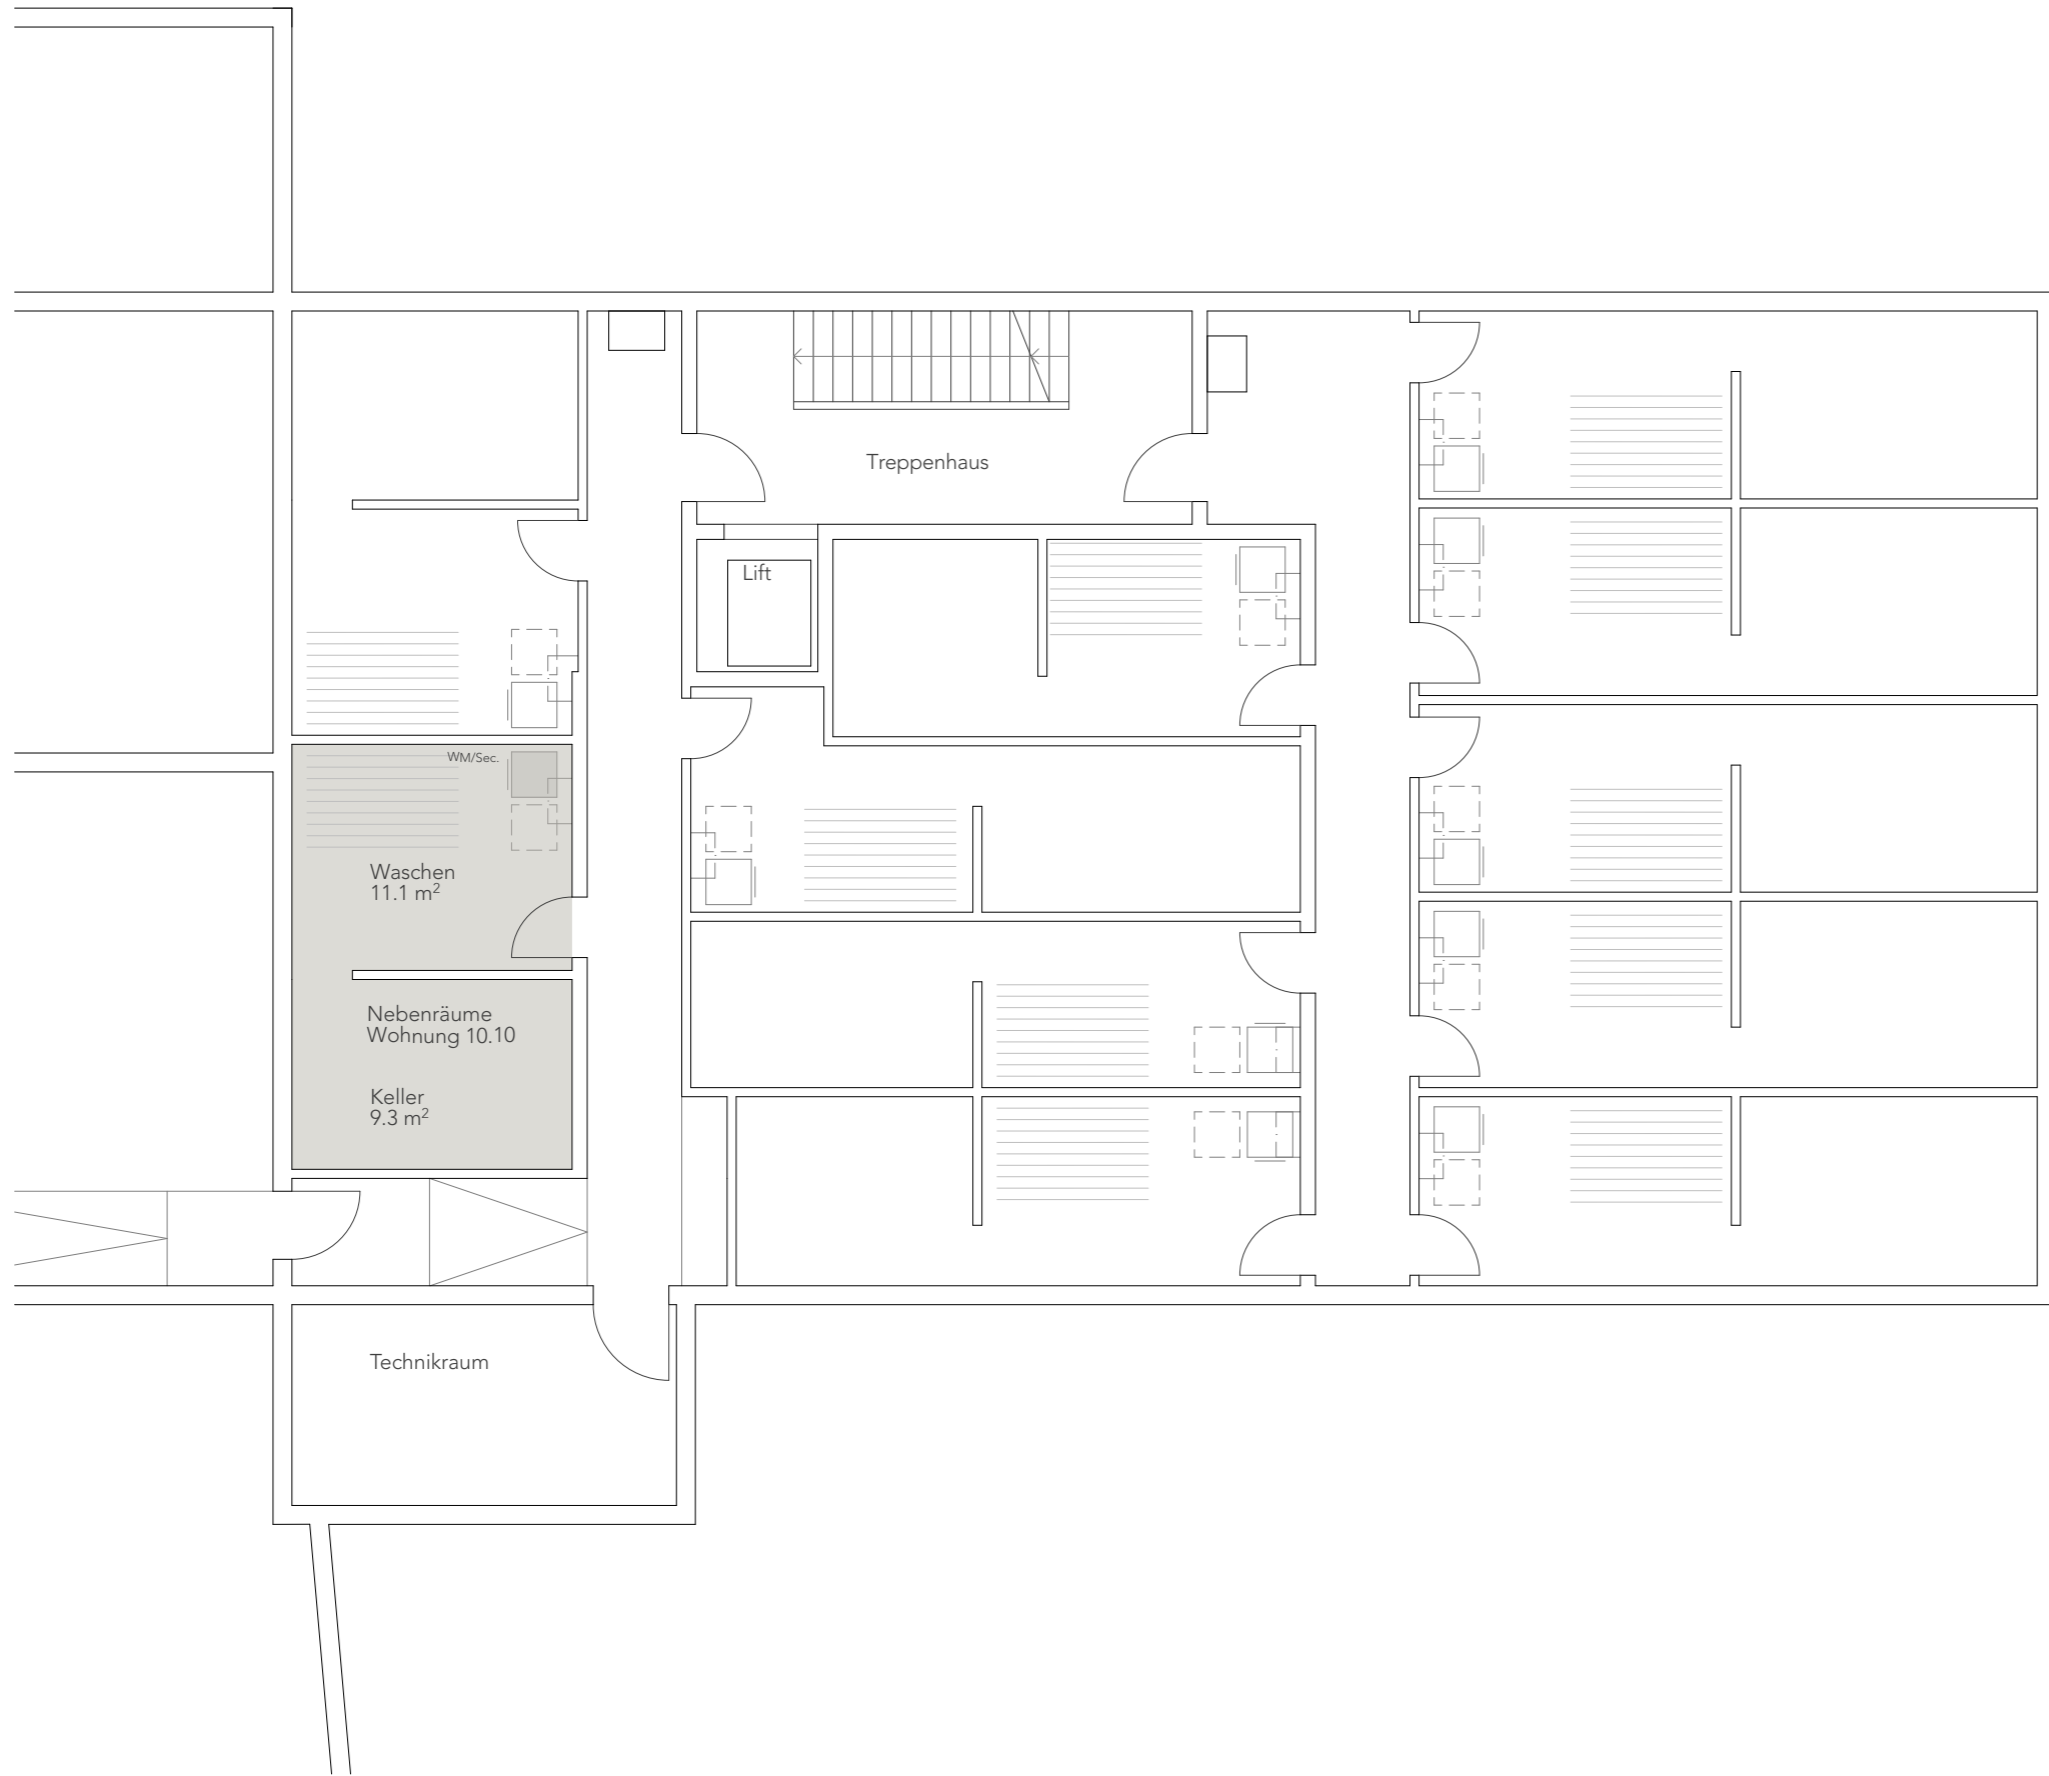 Treppenhaus
Lift
WM/Sec.
Waschen
11.1 m²
Nebenräume
Wohnung 10.10
Keller
9.3 m²
Technikraum